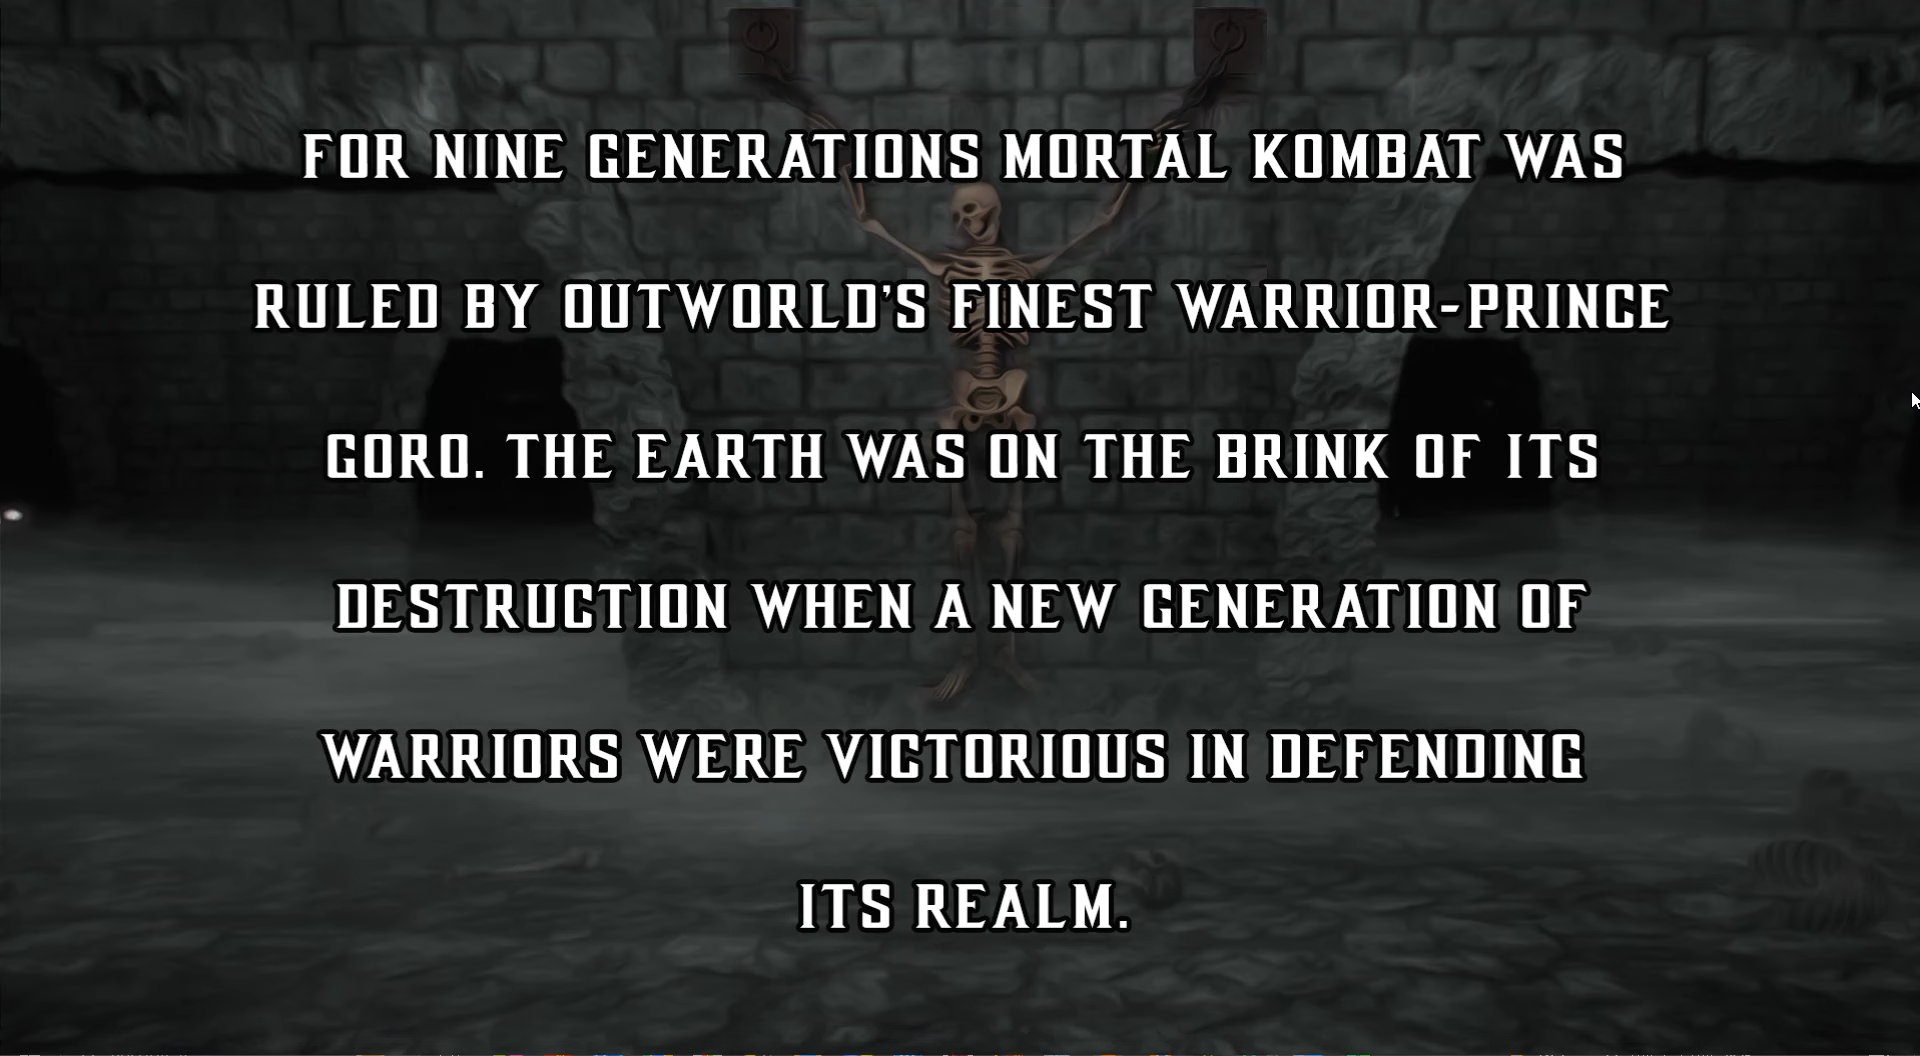 FOR NINE GENERATIONS MORTAL KOMBAT WAS
RULED BY OUTWORLD'S FINEST WARRIOR-PRINCE
GORO. THE EARTH WAS ON THE BRINK OF ITS
DESTRUCTION WHEN A NEW GENERATION OF
WARRIORS WERE VICTORIOUS IN DEFENDING
ITS REALM.